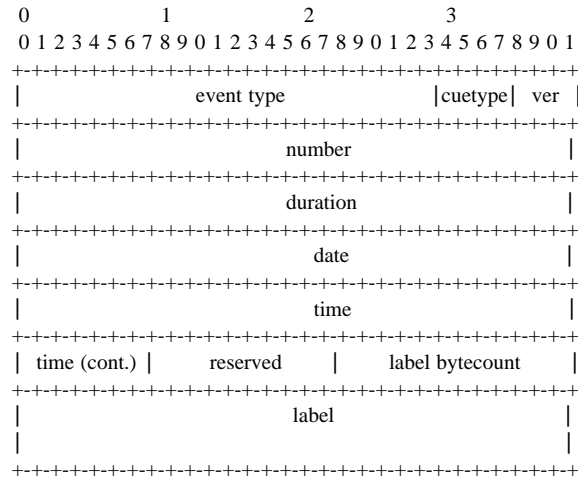 0 1 2 3
0 1 2 3 4 5 6 7 8 9 0 1 2 3 4 5 6 7 8 9 0 1 2 3 4 5 6 7 8 9 0 1
+-+-+-+-+-+-+-+-+-+-+-+-+-+-+-+-+-+-+-+-+-+-+-+-+-+-+-+-+-+-+-+
| event type |cuetype| ver |
+-+-+-+-+-+-+-+-+-+-+-+-+-+-+-+-+-+-+-+-+-+-+-+-+-+-+-+-+-+-+-+
| number |
+-+-+-+-+-+-+-+-+-+-+-+-+-+-+-+-+-+-+-+-+-+-+-+-+-+-+-+-+-+-+-+
| duration |
+-+-+-+-+-+-+-+-+-+-+-+-+-+-+-+-+-+-+-+-+-+-+-+-+-+-+-+-+-+-+-+
| date |
+-+-+-+-+-+-+-+-+-+-+-+-+-+-+-+-+-+-+-+-+-+-+-+-+-+-+-+-+-+-+-+
| time |
+-+-+-+-+-+-+-+-+-+-+-+-+-+-+-+-+-+-+-+-+-+-+-+-+-+-+-+-+-+-+-+
| time (cont.) | reserved | label bytecount |
+-+-+-+-+-+-+-+-+-+-+-+-+-+-+-+-+-+-+-+-+-+-+-+-+-+-+-+-+-+-+-+
| label |
| |
+-+-+-+-+-+-+-+-+-+-+-+-+-+-+-+-+-+-+-+-+-+-+-+-+-+-+-+-+-+-+-+